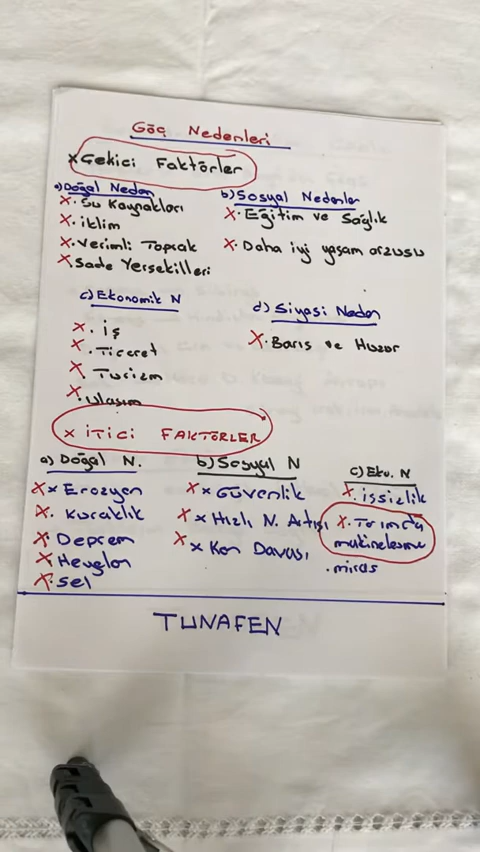 Göç Nedenleri
x Çekici Faktörler
a) Doğal Neden
x. Su Kaynakları
x. iklim
x. Verimli Toprak
x. Sade Yerşekilleri
b) Sosyal Nedenler
x. Eğitim ve Sağlık
x. Daha iyi yaşam arzusu
c) Ekonomik N
x. iş
x. Ticaret
x. Turizm
x. Ulaşım
d) Siyasi Neden
x. Barış ve Huzur
x iTiCi FAKTÖRLER
a) Doğal N.
x x Erozyon
x. Kuraklık
x. Deprem
x. Heyelan
x. Sel
b) Sosyal N
x x Güvenlik
x x Hızlı N. Artışı
x x Kan Davası
c) Eko. N
x. işsizlik
x. Tarımda
makineleşme
. miras
TUNAFEN